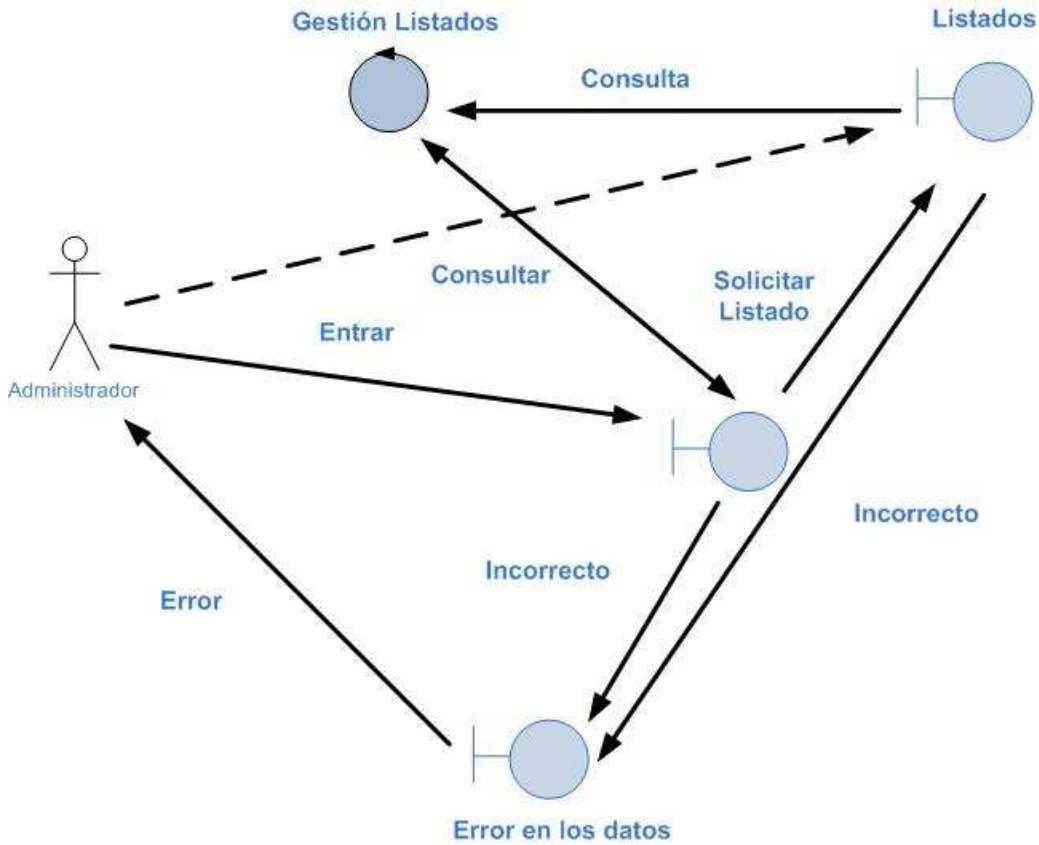 Listados
Gestión Listados
Consulta
Consultar
Solicitar
Listado
Entrar
Administrador
Incorrecto
Incorrecto
Error
Error en los datos